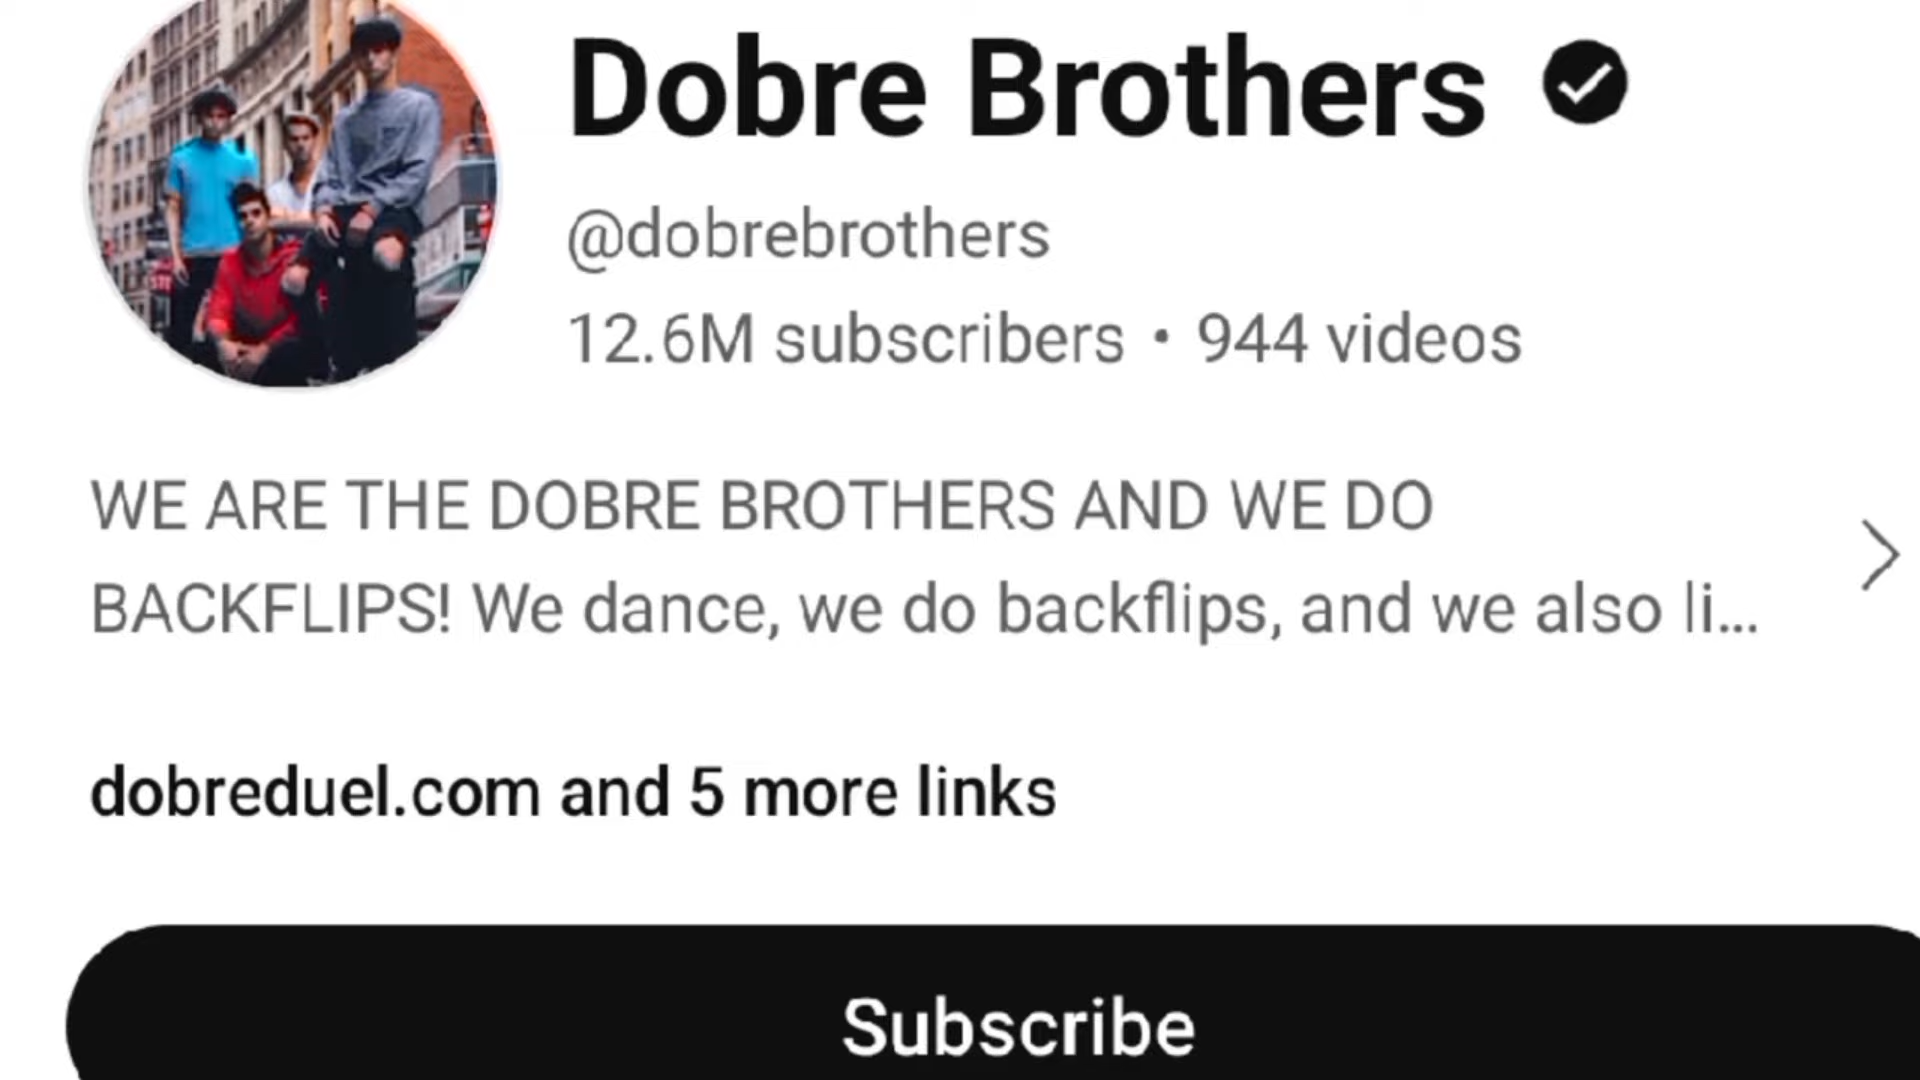 Dobre Brothers
@dobrebrothers
12.6M subscribers • 944 videos
WE ARE THE DOBRE BROTHERS AND WE DO
BACKFLIPS! We dance, we do backflips, and we also li...
dobreduel.com and 5 more links
Subscribe